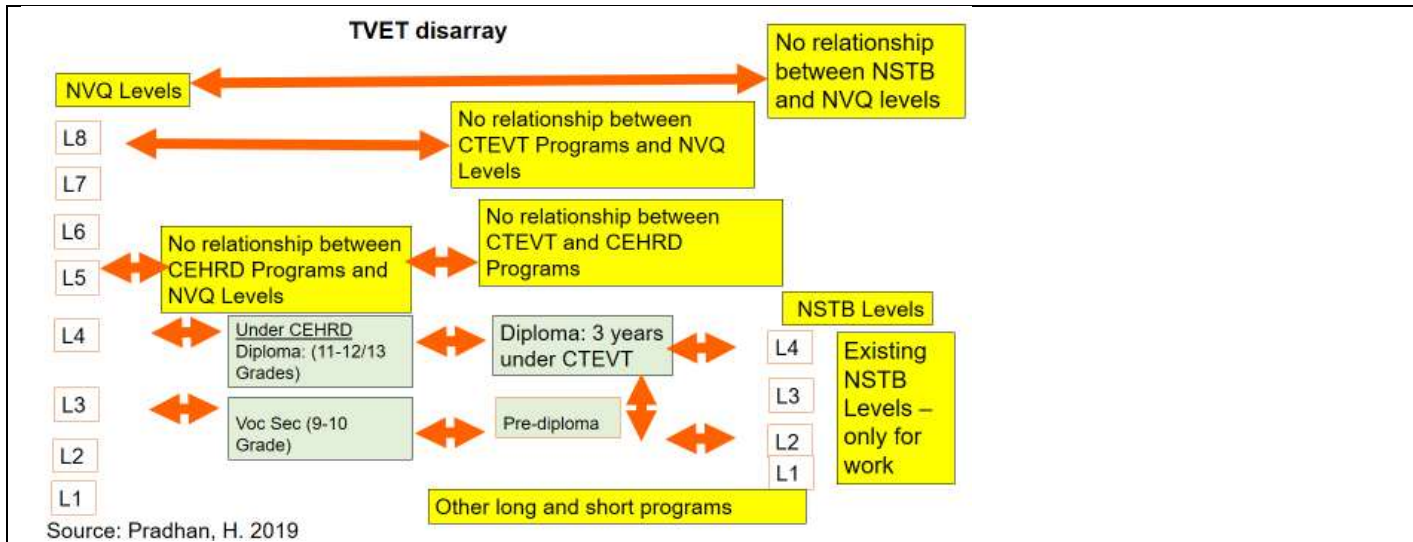 TVET disarray
No relationship
between NSTB
and NVQ levels
NVQ Levels
No relationship between
CTEVT Programs and NVQ
Levels
L8
L7
L6
L5
L4
L3
L2
L1
No relationship between
CEHRD Programs and
NVQ Levels
No relationship between
CTEVT and CEHRD
Programs
Under CEHRD
Diploma: (11-12/13
Grades)
Diploma: 3 years
under CTEVT
Voc Sec (9-10
Grade)
Pre-diploma
NSTB Levels
L4
L3
L2
L1
Existing
NSTB
Levels –
only for
work
Other long and short programs
Source: Pradhan, H. 2019